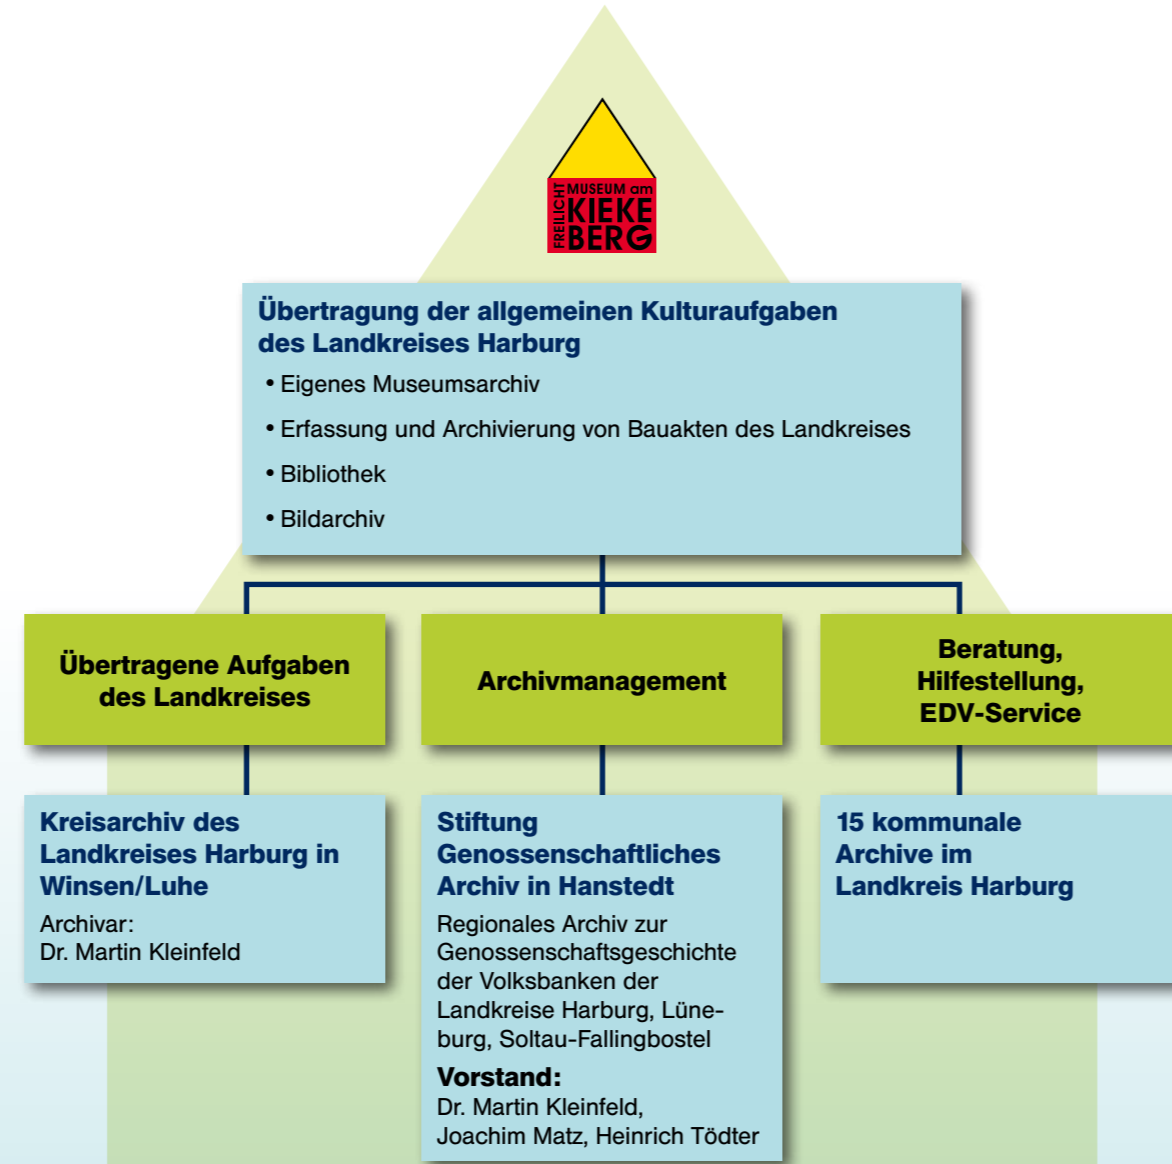 FREILICHT
MUSEUM am
KIEKE
BERG
Übertragung der allgemeinen Kulturaufgaben
des Landkreises Harburg
• Eigenes Museumsarchiv
• Erfassung und Archivierung von Bauakten des Landkreises
• Bibliothek
• Bildarchiv
Übertragene Aufgaben
des Landkreises
Archivmanagement
Beratung,
Hilfestellung,
EDV-Service
Kreisarchiv des
Landkreises Harburg in
Winsen/Luhe
Archivar:
Dr. Martin Kleinfeld
Stiftung
Genossenschaftliches
Archiv in Hanstedt
Regionales Archiv zur
Genossenschaftsgeschichte
der Volksbanken der
Landkreise Harburg, Lüne-
burg, Soltau-Fallingbostel
Vorstand:
Dr. Martin Kleinfeld,
Joachim Matz, Heinrich Tödter
15 kommunale
Archive im
Landkreis Harburg